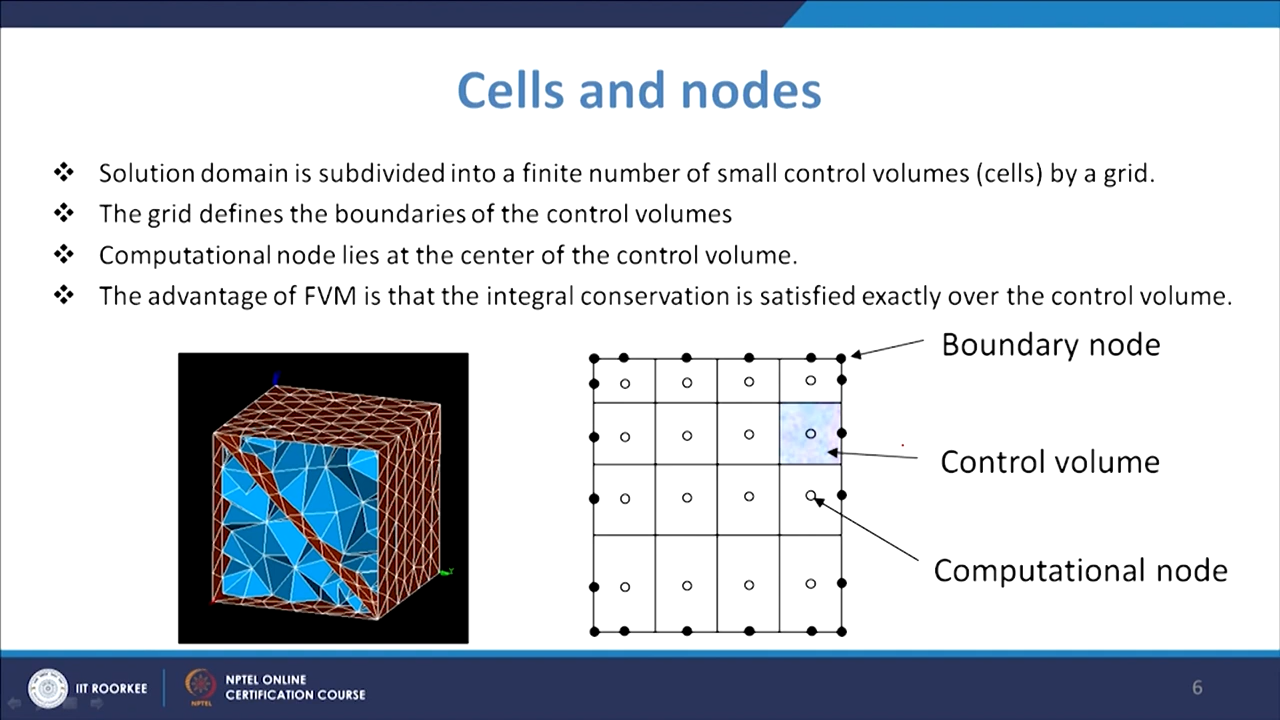 Cells and nodes
❖ Solution domain is subdivided into a finite number of small control volumes (cells) by a grid.
❖ The grid defines the boundaries of the control volumes
❖ Computational node lies at the center of the control volume.
❖ The advantage of FVM is that the integral conservation is satisfied exactly over the control volume.
Boundary node
Control volume
Computational node
IIT ROORKEE
NPTEL
NPTEL ONLINE
CERTIFICATION COURSE
6